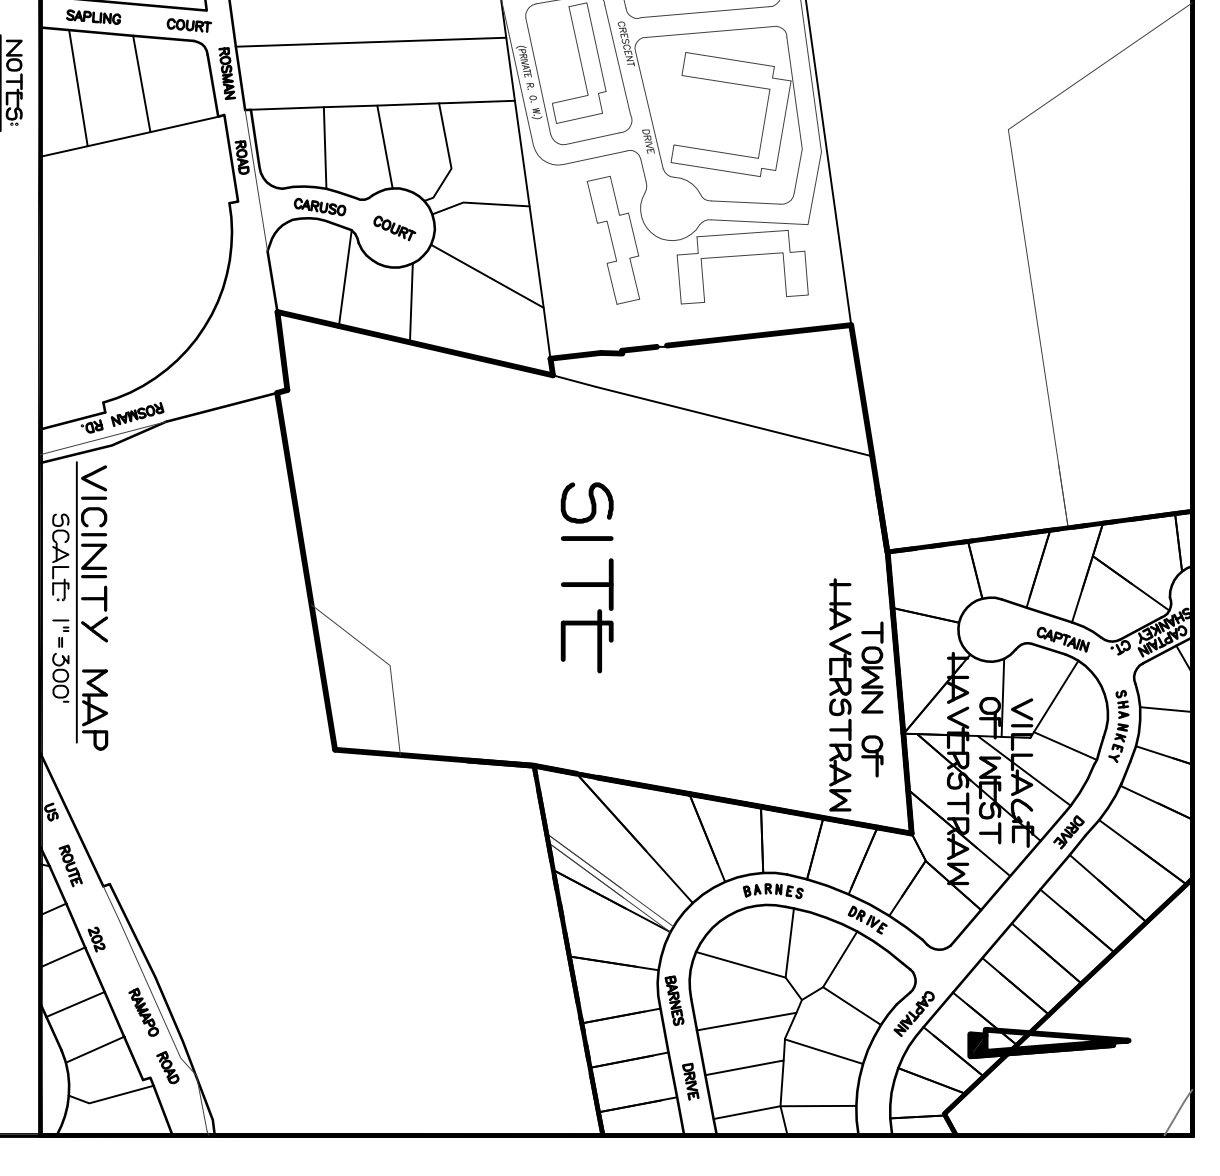 SAPLING COURT
ROSMAN ROAD
CARUSO COURT
(PRIVATE R. O. W.)
CRESCENT DRIVE
ROSMAN RD.
SITE
TOWN OF
HAVERSTRAW
VILLAGE
OF WEST
HAVERSTRAW
CAPTAIN SHANKEY DRIVE
CAPTAIN
SHANKEY CT.
BARNES DRIVE
BARNES DRIVE
CAPTAIN
US ROUTE 202 RAMAPO ROAD
VICINITY MAP
SCALE: 1"=300'
NOTES: